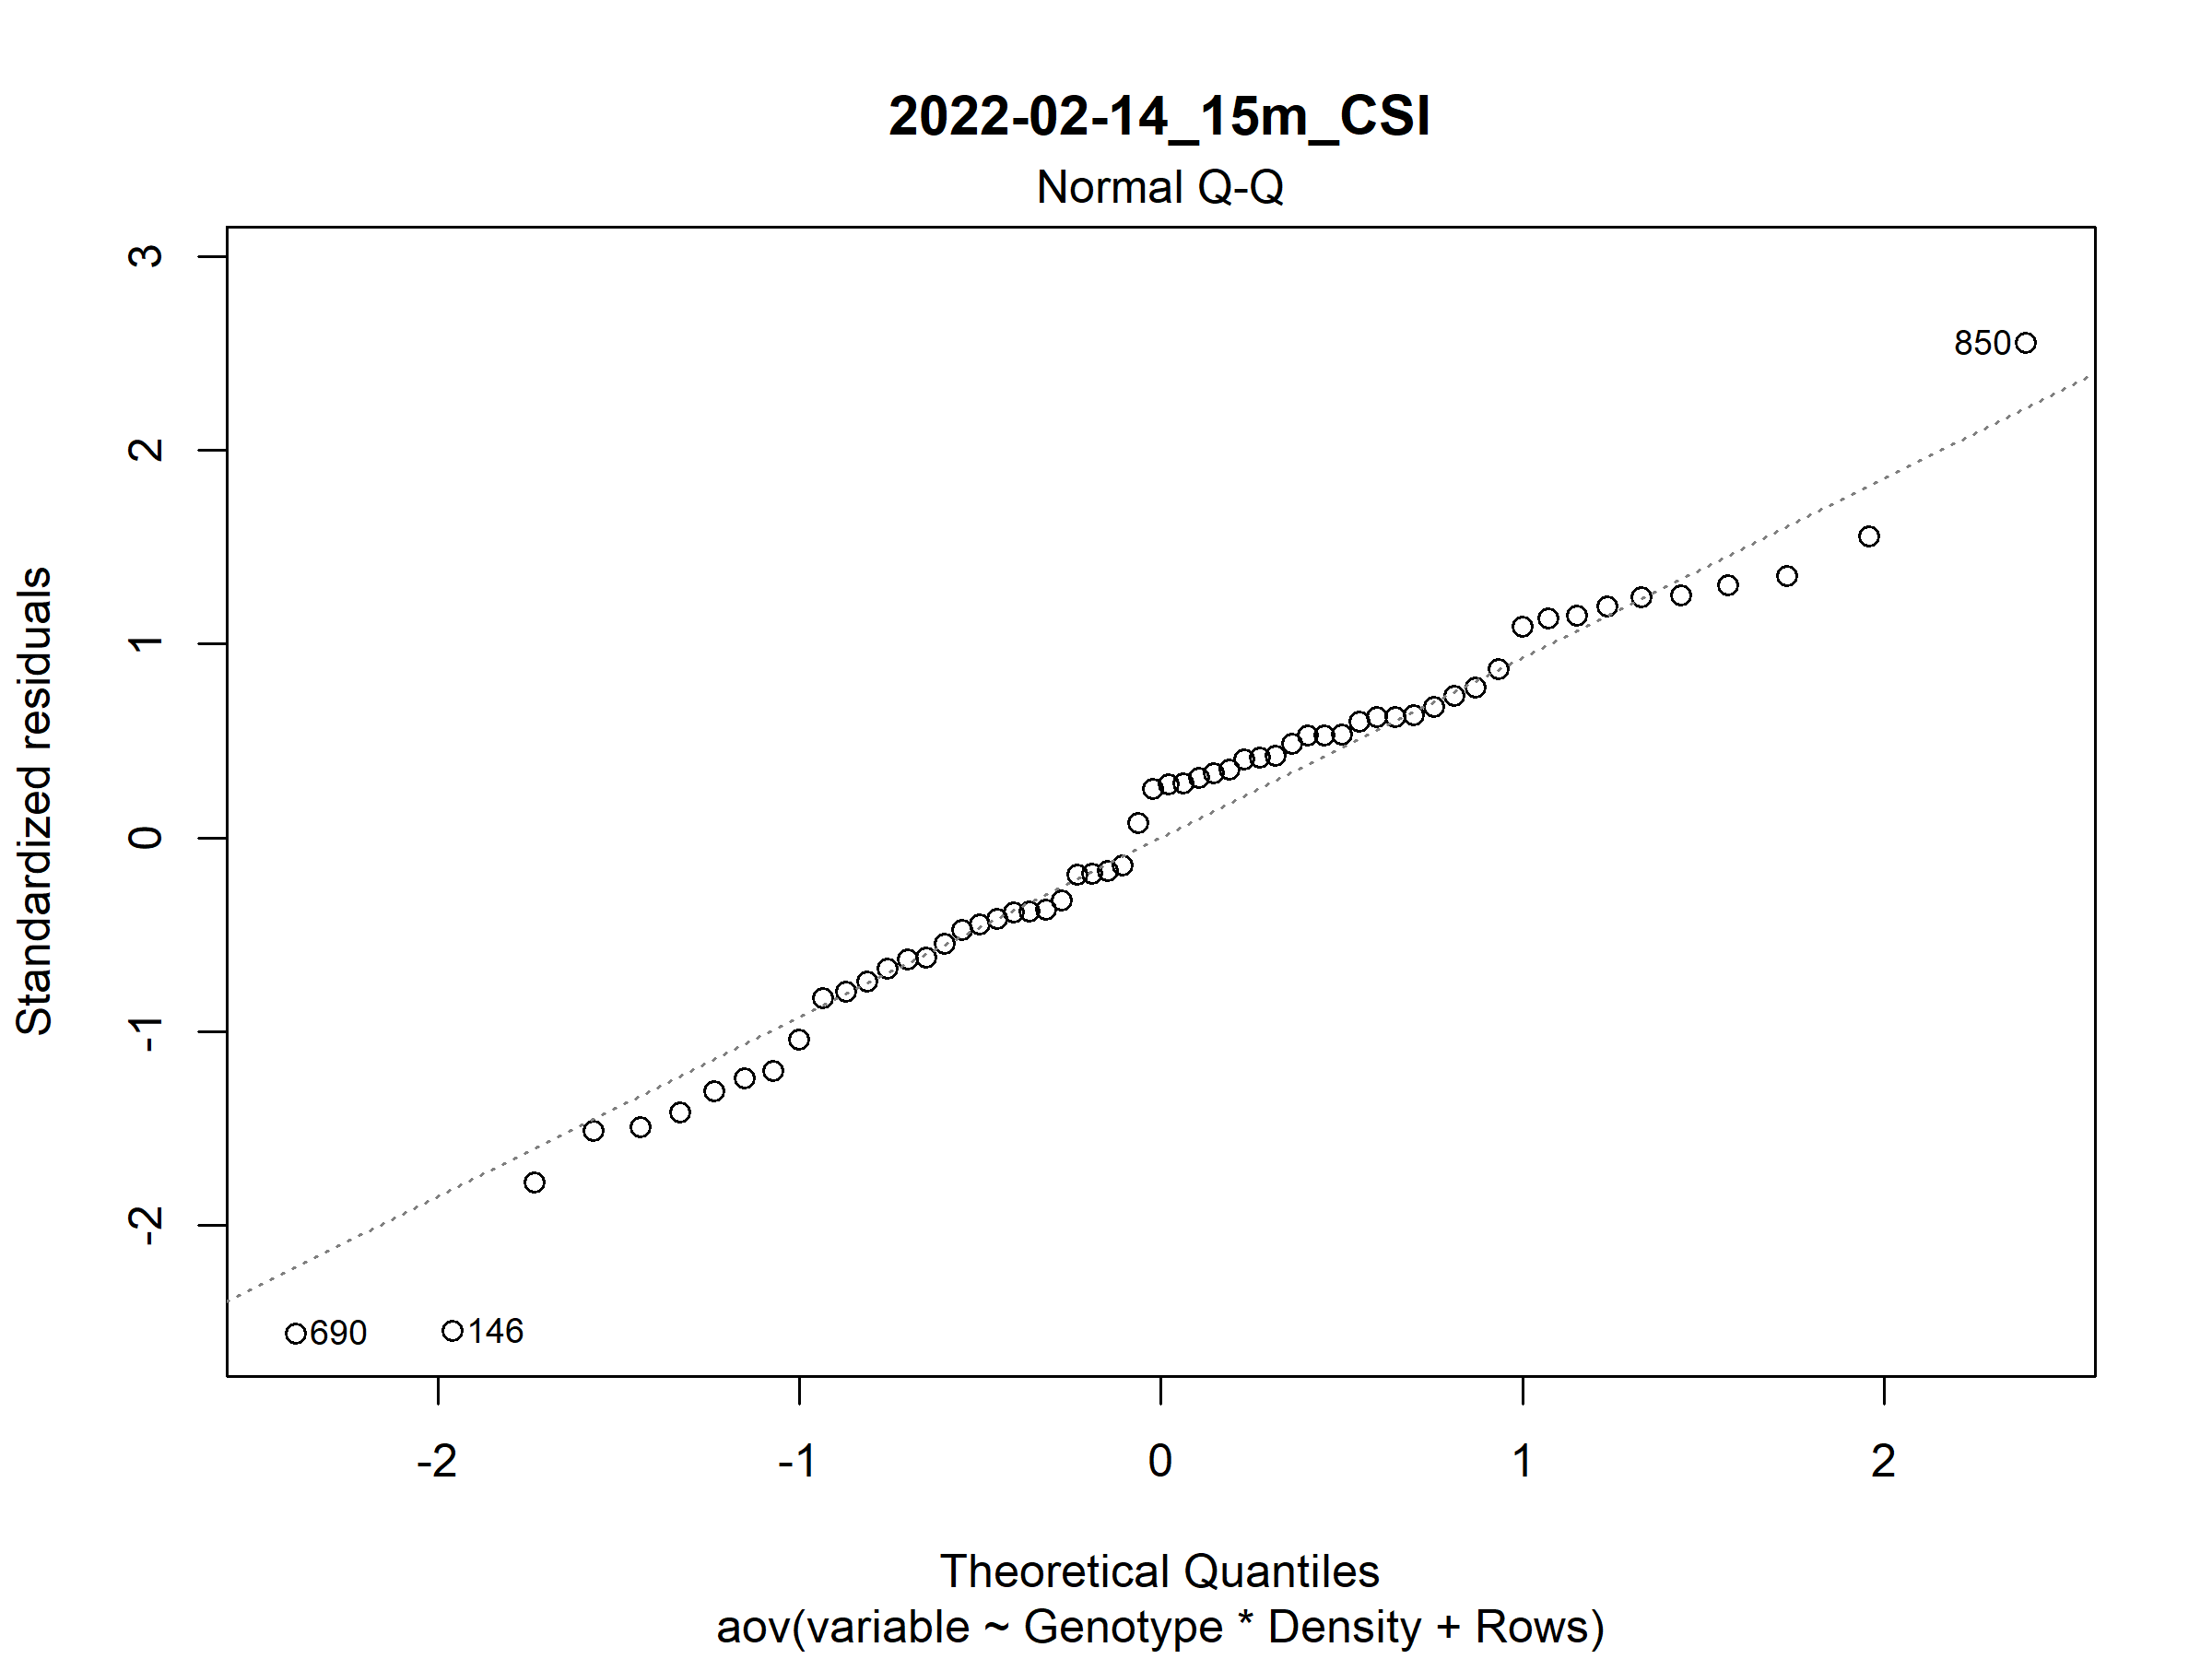 2022-02-14_15m_CSI
Normal Q-Q
Standardized residuals
3
2
1
0
-1
-2
850
690
146
-2
-1
0
1
2
Theoretical Quantiles
aov(variable ~ Genotype * Density + Rows)